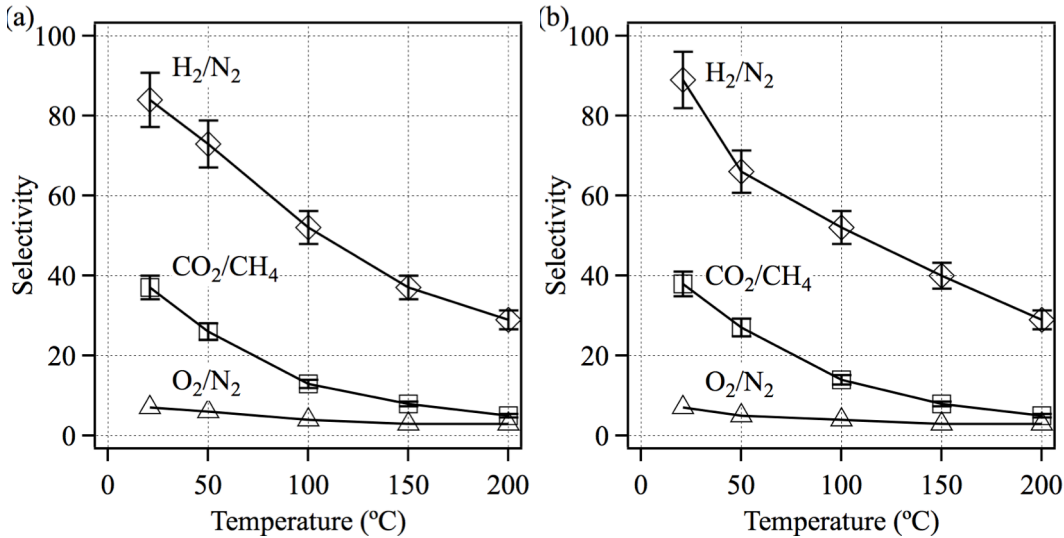 (a)
100
80
60
40
20
0
Selectivity
H₂/N₂
CO₂/CH₄
O₂/N₂
0 50 100 150 200
Temperature (ºC)
(b)
100
80
60
40
20
0
Selectivity
H₂/N₂
CO₂/CH₄
O₂/N₂
0 50 100 150 200
Temperature (ºC)